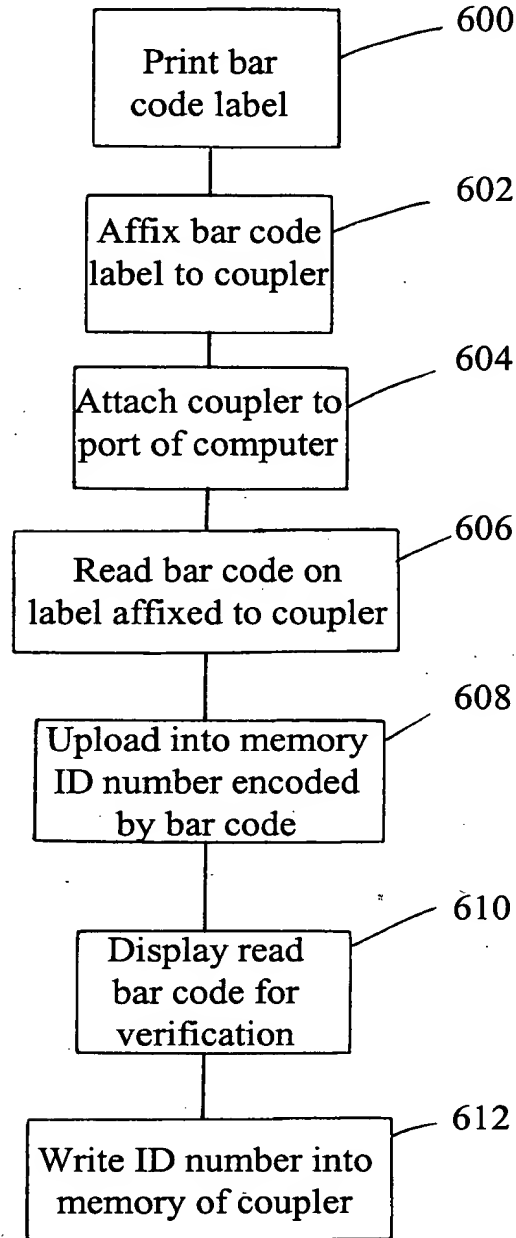 600
Print bar
code label
602
Affix bar code
label to coupler
604
Attach coupler to
port of computer
606
Read bar code on
label affixed to coupler
608
Upload into memory
ID number encoded
by bar code
610
Display read
bar code for
verification
612
Write ID number into
memory of coupler